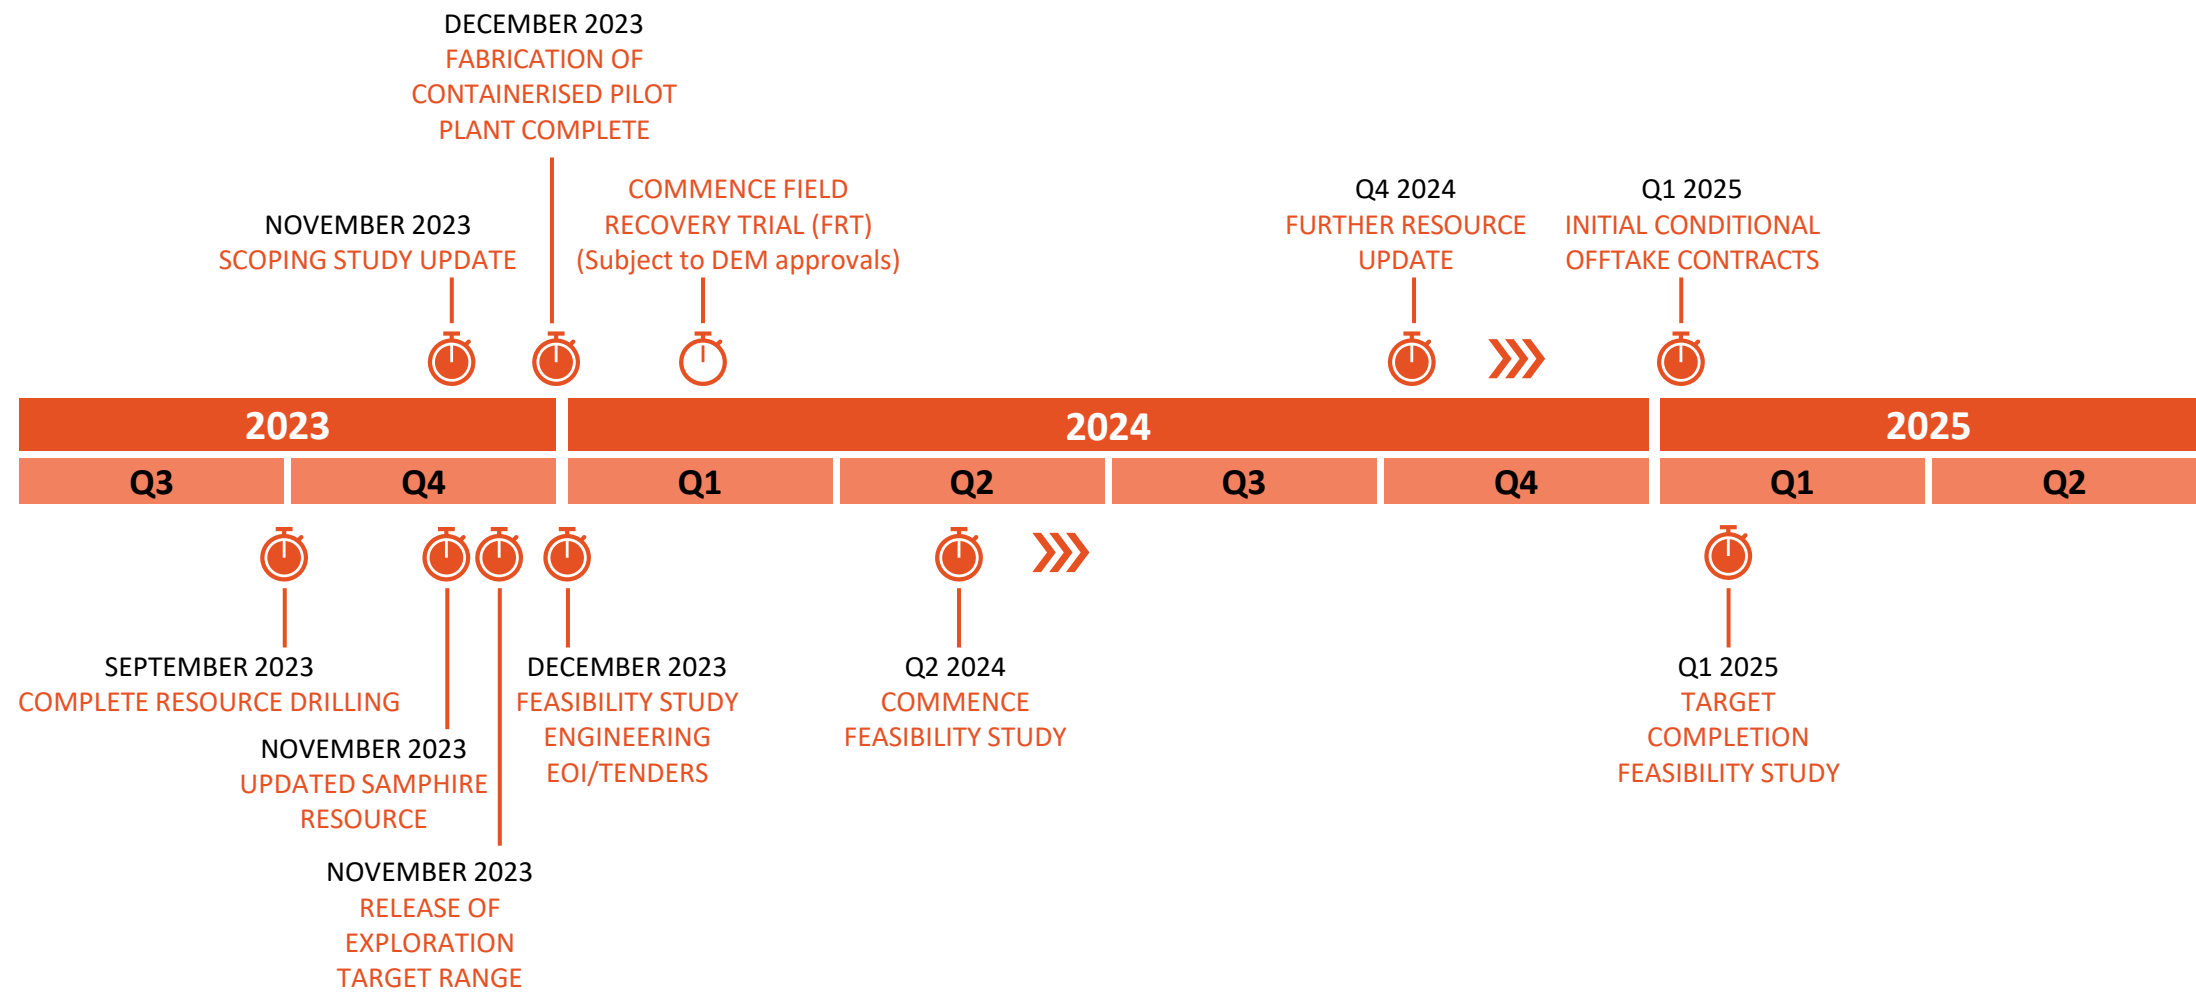 DECEMBER 2023
FABRICATION OF
CONTAINERISED PILOT
PLANT COMPLETE
NOVEMBER 2023
SCOPING STUDY UPDATE
COMMENCE FIELD
RECOVERY TRIAL (FRT)
(Subject to DEM approvals)
Q4 2024
FURTHER RESOURCE
UPDATE
Q1 2025
INITIAL CONDITIONAL
OFFTAKE CONTRACTS
2023
2024
2025
Q3
Q4
Q1
Q2
Q3
Q4
Q1
Q2
SEPTEMBER 2023
COMPLETE RESOURCE DRILLING
NOVEMBER 2023
UPDATED SAMPHIRE
RESOURCE
NOVEMBER 2023
RELEASE OF
EXPLORATION
TARGET RANGE
DECEMBER 2023
FEASIBILITY STUDY
ENGINEERING
EOI/TENDERS
Q2 2024
COMMENCE
FEASIBILITY STUDY
Q1 2025
TARGET
COMPLETION
FEASIBILITY STUDY